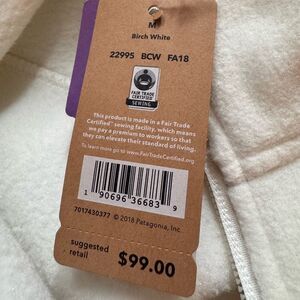 M
Birch White
22995 BCW FA18
FAIR TRADE
CERTIFIED™
SEWING
This product is made in a Fair Trade
Certified™ sewing facility, which means
we pay a premium to workers so that
they can elevate their standard of living.
To learn more go to www.FairTradeCertified.org
1 90696 36683 9
7017430377 © 2018 Patagonia, Inc.
suggested
retail
$99.00